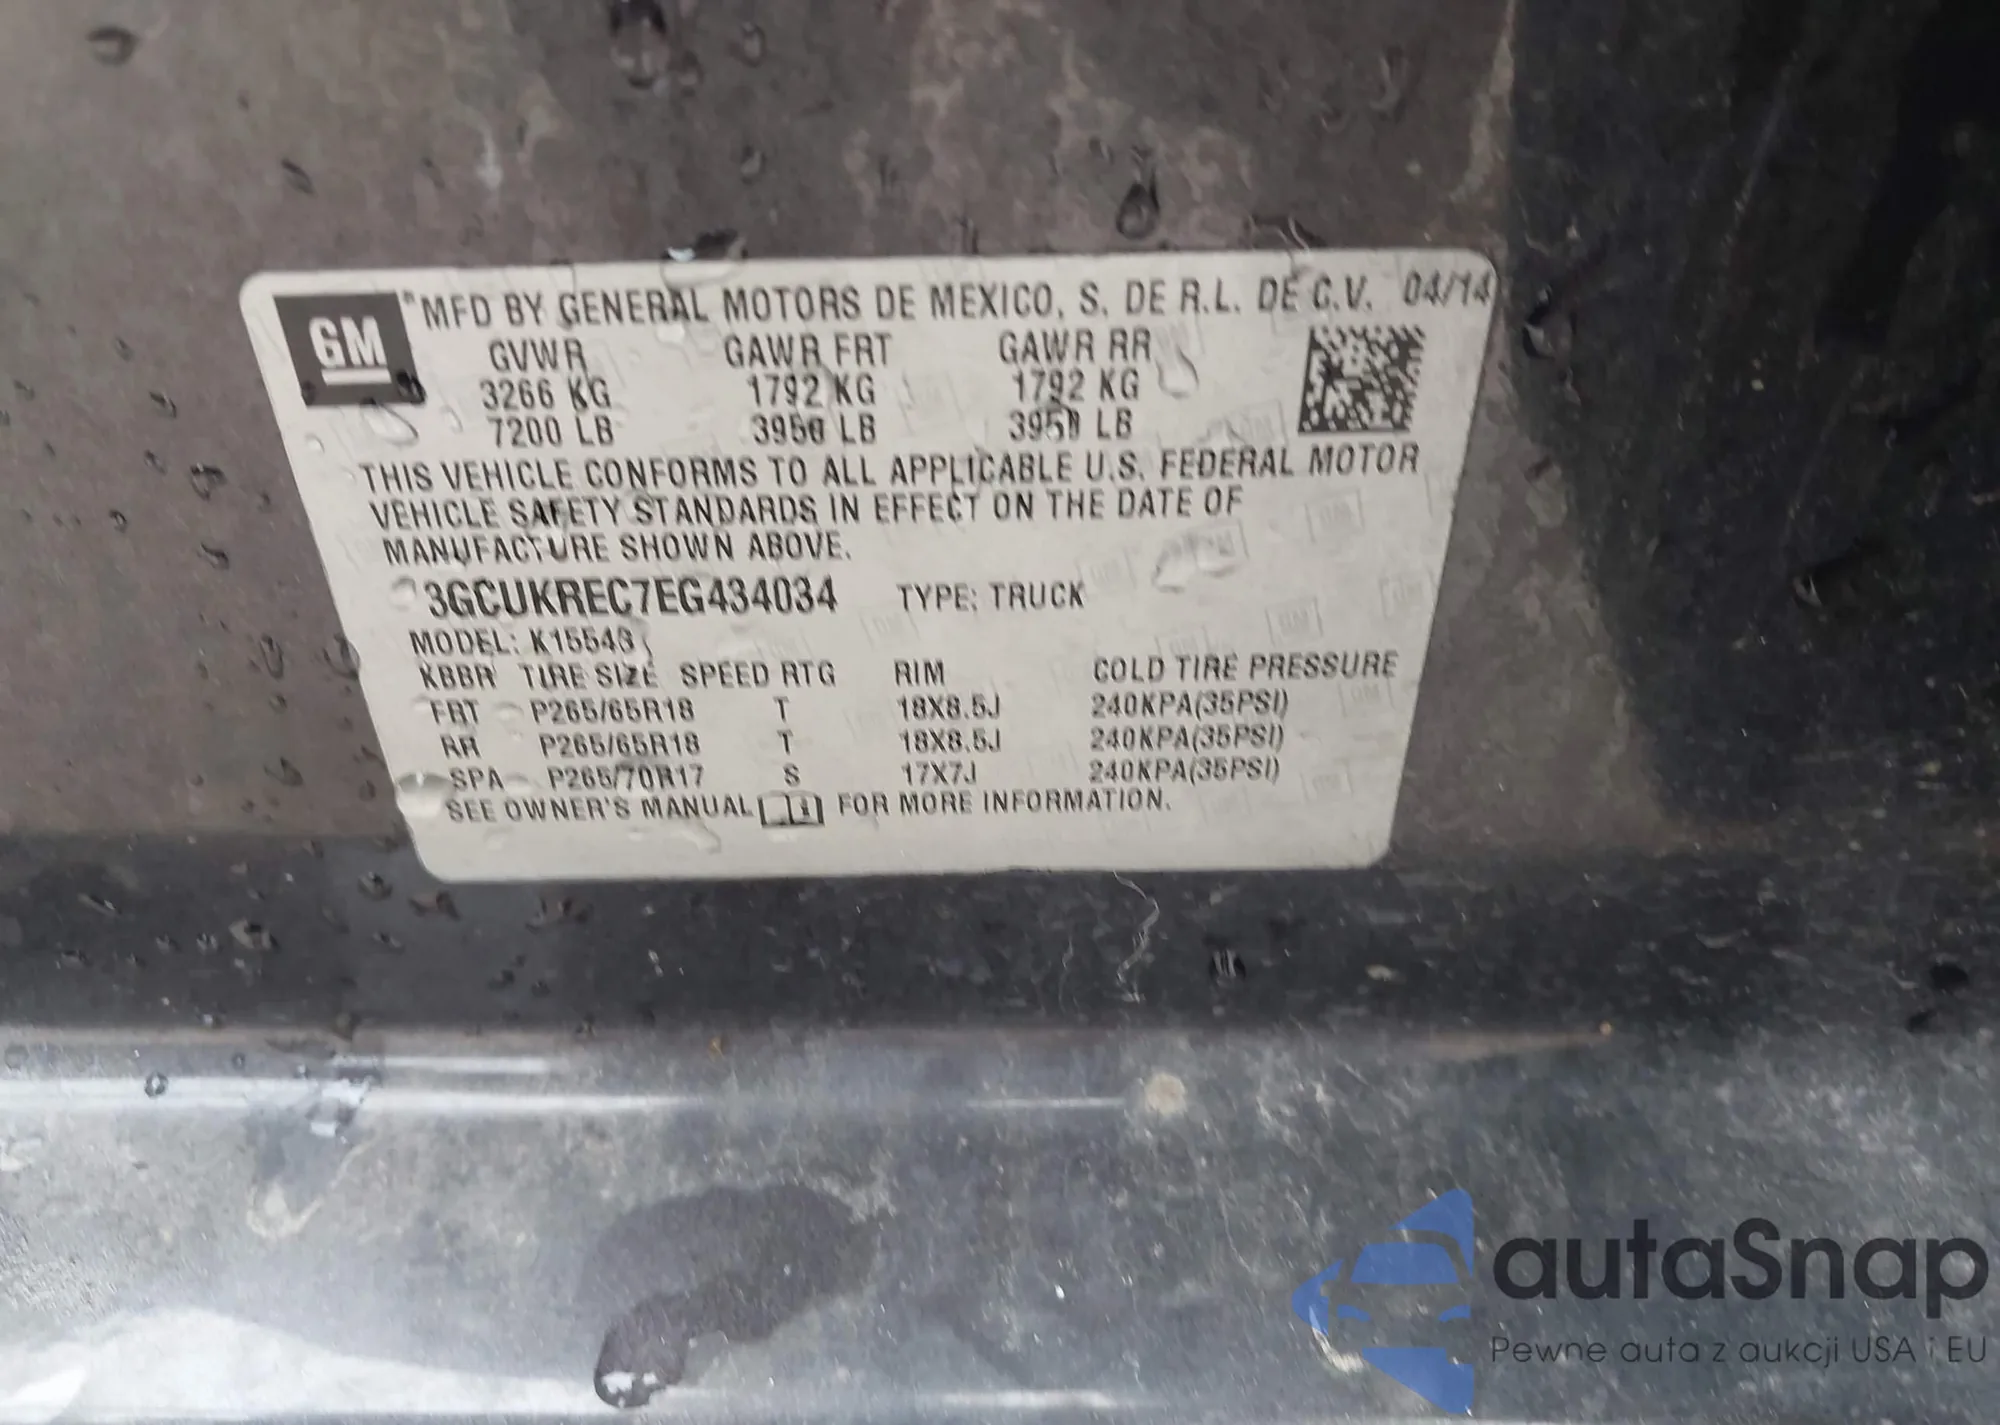 GM
MFD BY GENERAL MOTORS DE MEXICO, S. DE R.L. DE C.V. 04/14
GVWR GAWR FRT GAWR RR
3266 KG 1792 KG 1792 KG
7200 LB 3950 LB 3950 LB
THIS VEHICLE CONFORMS TO ALL APPLICABLE U.S. FEDERAL MOTOR
VEHICLE SAFETY STANDARDS IN EFFECT ON THE DATE OF
MANUFACTURE SHOWN ABOVE.
3GCUKREC7EG434034 TYPE: TRUCK
MODEL: K15543
KBBR TIRE SIZE SPEED RTG RIM COLD TIRE PRESSURE
FRT P265/65R18 T 18X8.5J 240KPA(35PSI)
RR P265/65R18 T 18X8.5J 240KPA(35PSI)
SPA P265/70R17 S 17X7J 240KPA(35PSI)
SEE OWNER'S MANUAL FOR MORE INFORMATION.
autaSnap
Pewne auta z aukcji USA i EU